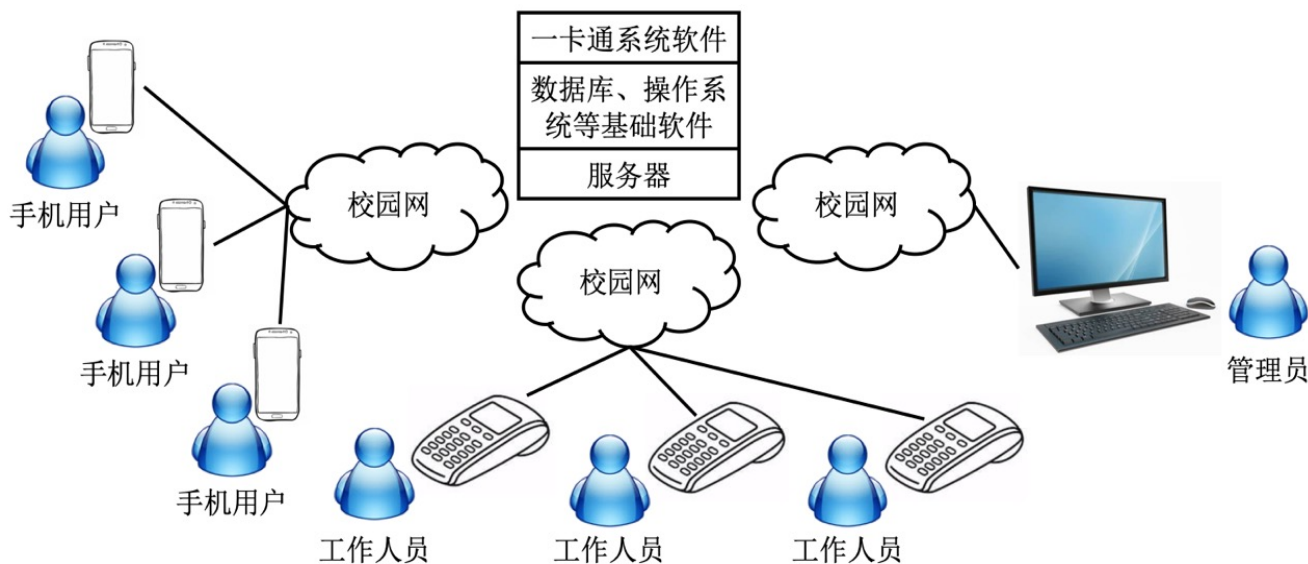 一卡通系统软件
数据库、操作系
统等基础软件
服务器
校园网
校园网
校园网
手机用户
手机用户
手机用户
工作人员
工作人员
工作人员
管理员